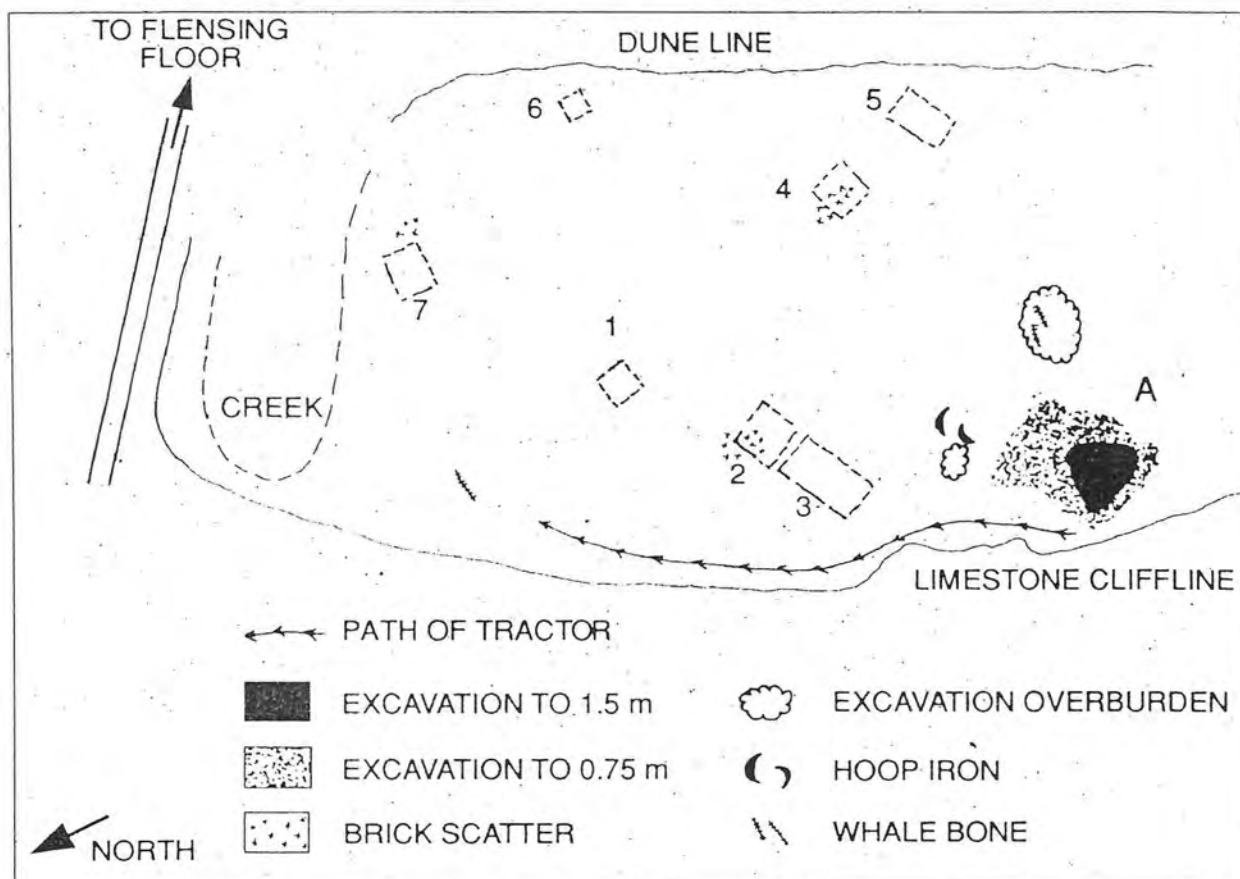 TO FLENSING
FLOOR
DUNE LINE
6
5
4
7
1
A
CREEK
2
3
LIMESTONE CLIFFLINE
PATH OF TRACTOR
EXCAVATION TO 1.5 m
EXCAVATION OVERBURDEN
EXCAVATION TO 0.75 m
HOOP IRON
BRICK SCATTER
WHALE BONE
NORTH